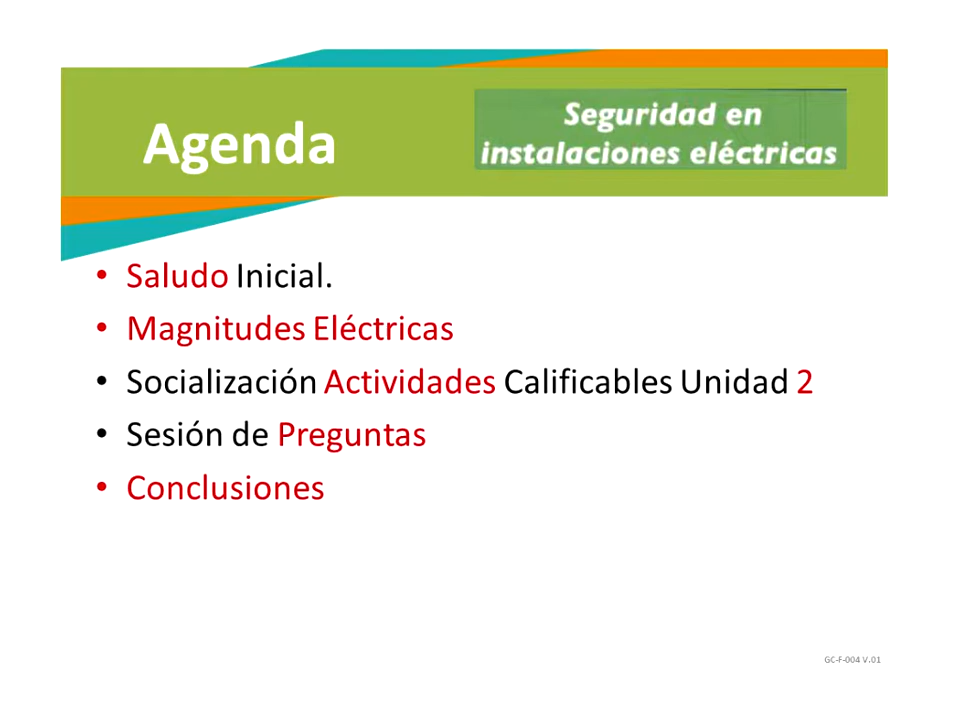 Agenda
Seguridad en
instalaciones eléctricas
• Saludo Inicial.
• Magnitudes Eléctricas
• Socialización Actividades Calificables Unidad 2
• Sesión de Preguntas
• Conclusiones
GC-F-004 V.01